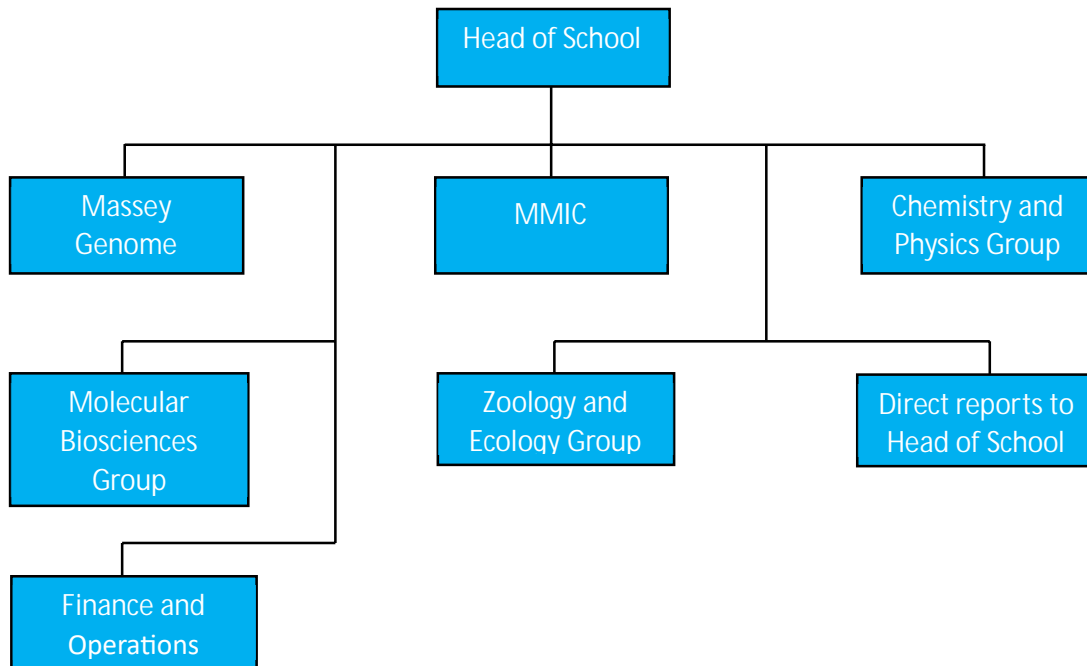 Head of School
Massey
Genome
MMIC
Chemistry and
Physics Group
Molecular
Biosciences
Group
Zoology and
Ecology Group
Direct reports to
Head of School
Finance and
Operations